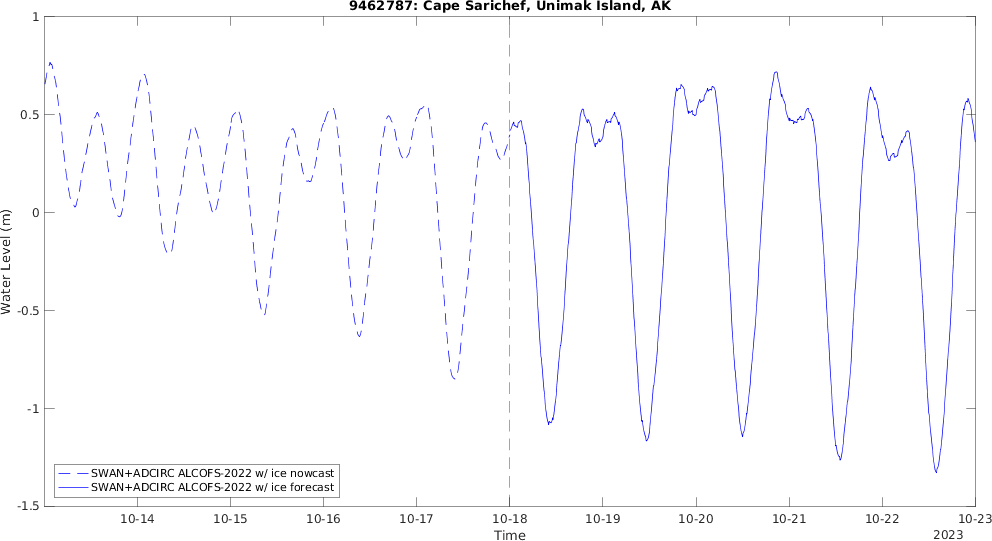 9462787: Cape Sarichef, Unimak Island, AK
1
0.5
0
-0.5
-1
-1.5
Water Level (m)
SWAN+ADCIRC ALCOFS-2022 w/ ice nowcast
SWAN+ADCIRC ALCOFS-2022 w/ ice forecast
10-14 10-15 10-16 10-17 10-18 10-19 10-20 10-21 10-22 10-23
Time
2023